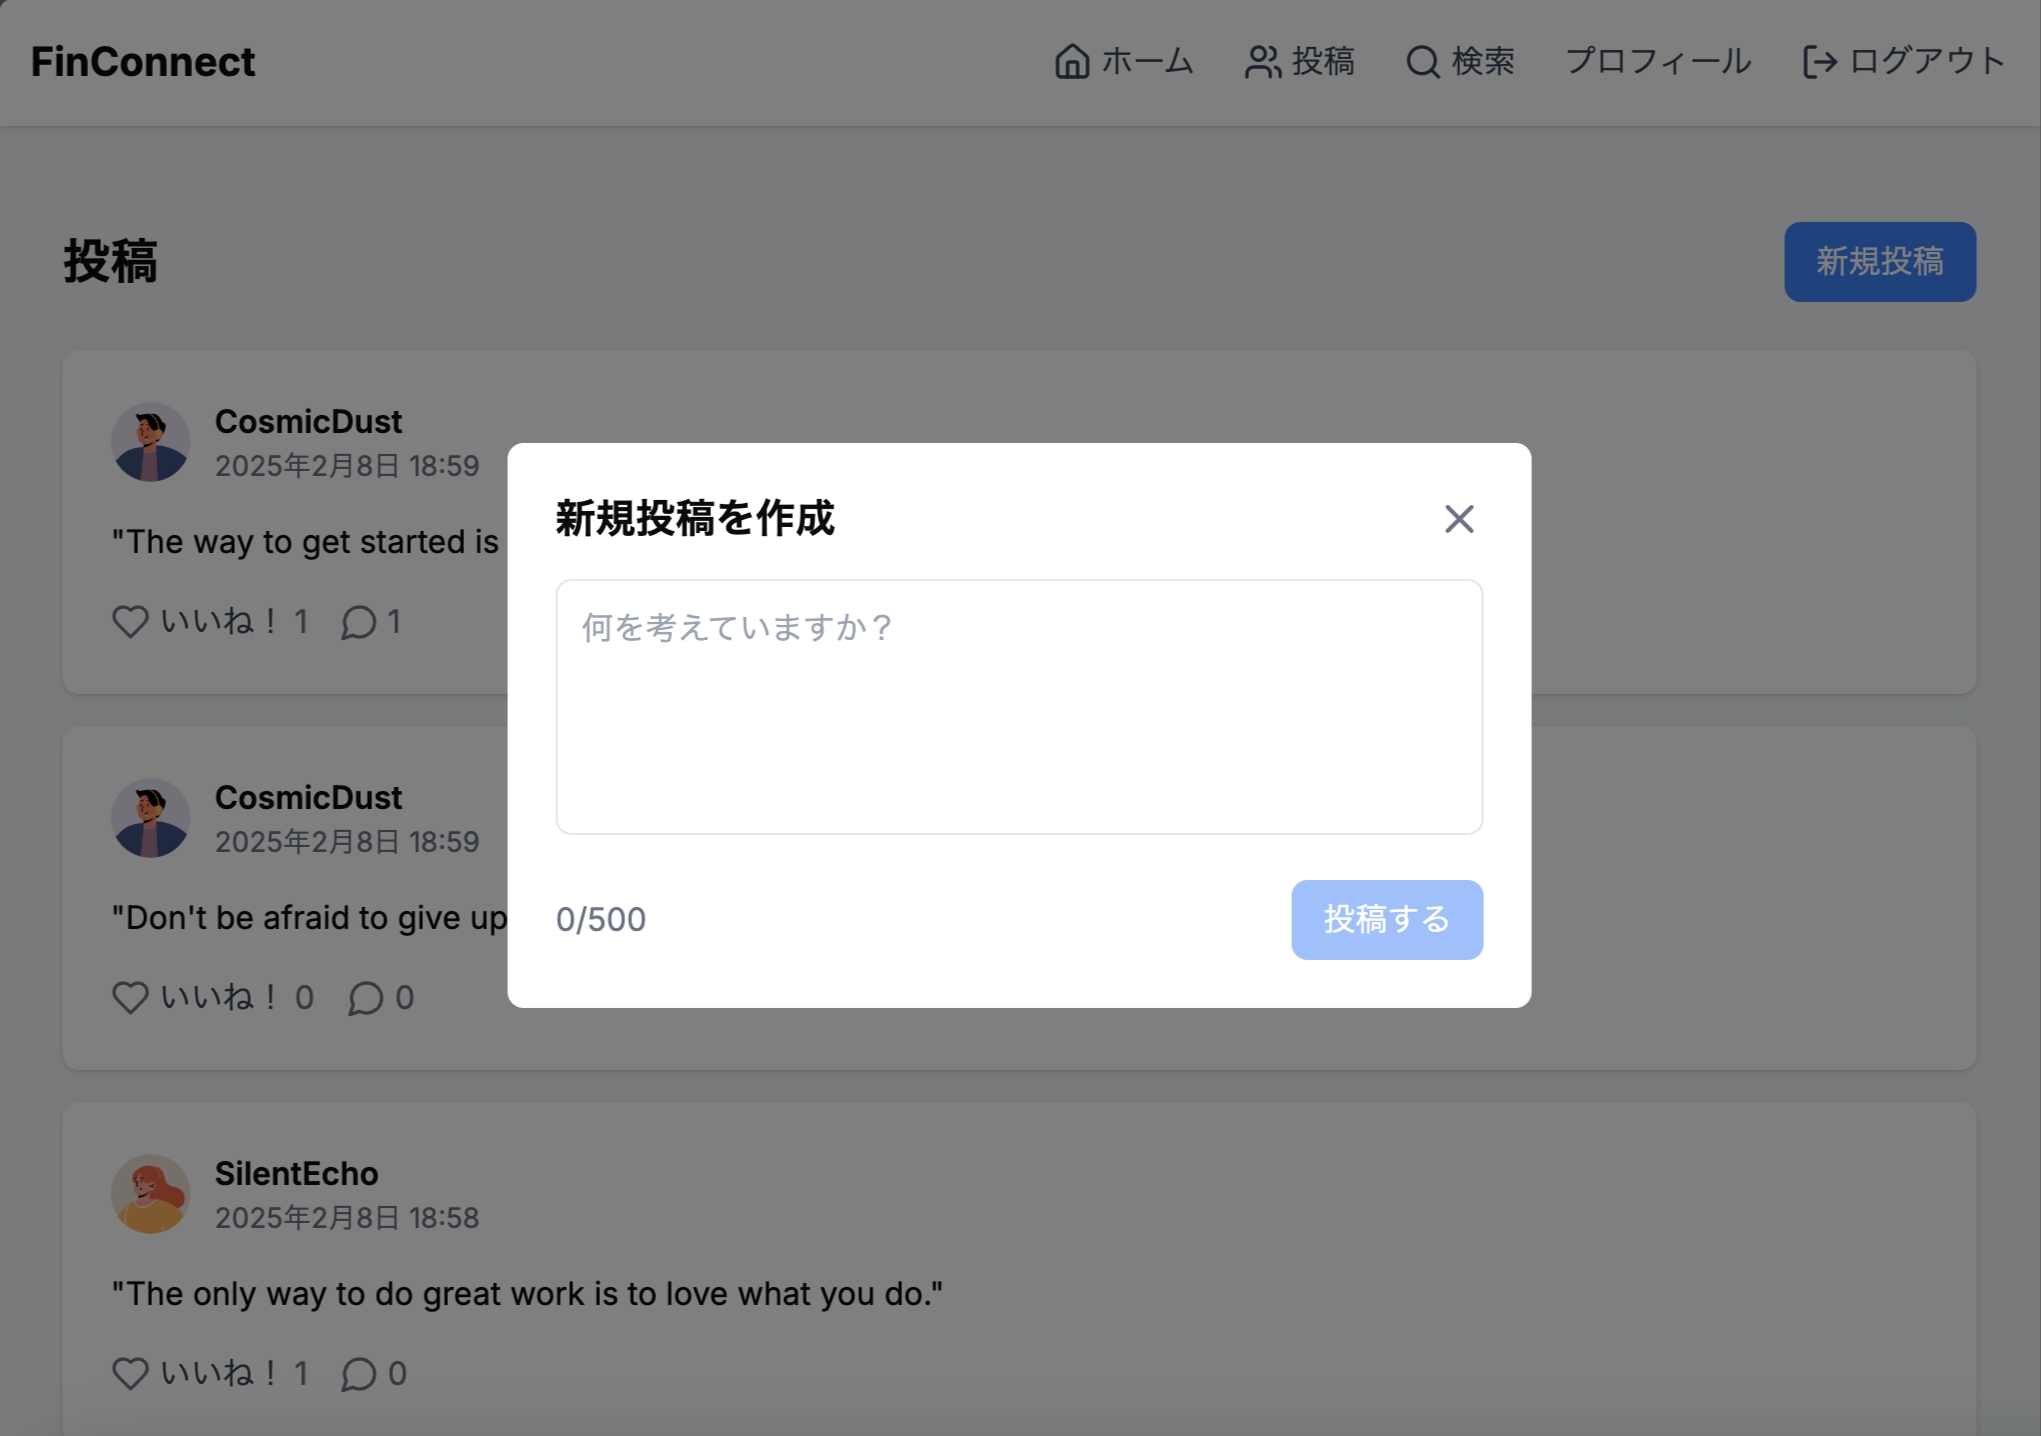 FinConnect
ホーム 投稿 検索 プロフィール ログアウト
投稿
新規投稿
CosmicDust
2025年2月8日 18:59
"The way to get started is
いいね！ 1 1
新規投稿を作成
何を考えていますか？
0/500
投稿する
CosmicDust
2025年2月8日 18:59
"Don't be afraid to give up
いいね！ 0 0
SilentEcho
2025年2月8日 18:58
"The only way to do great work is to love what you do."
いいね！ 1 0